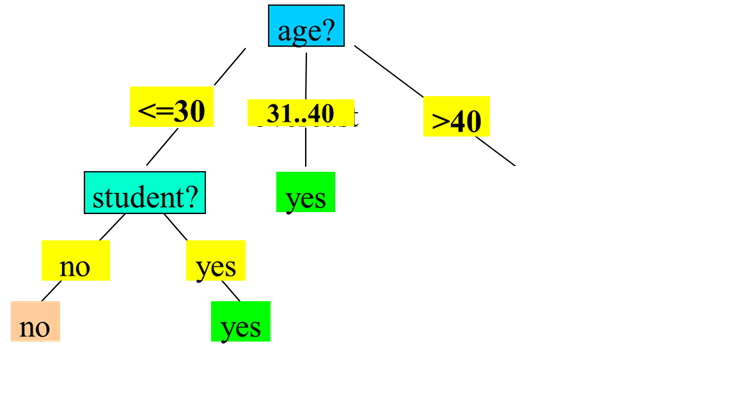 age?
<=30
31..40
>40
student?
yes
no
yes
no
yes